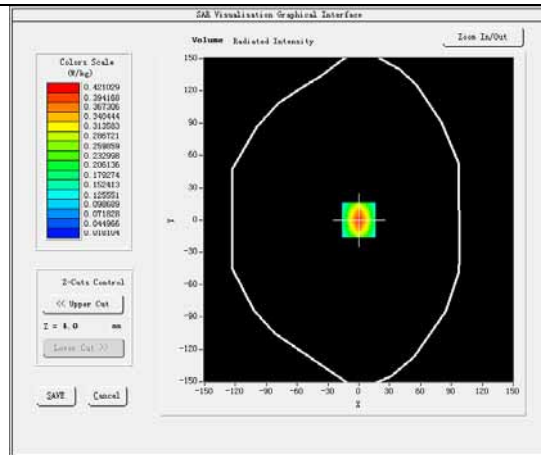 SAR Visualisation Graphical Interface
Volume Radiated Intensity
Zoom In/Out
Colors Scale
(W/kg)
0.421029
0.394168
0.367306
0.340444
0.313583
0.286721
0.259859
0.232998
0.206136
0.179274
0.152413
0.125551
0.098689
0.071828
0.044966
0.018104
Z-Cuts Control
<< Upper Cut
Z = 4.0 mm
Lower Cut >>
SAVE Cancel
150
120
90
60
30
0
-30
-60
-90
-120
-150
Y
-150 -120 -90 -60 -30 0 30 60 90 120 150
X